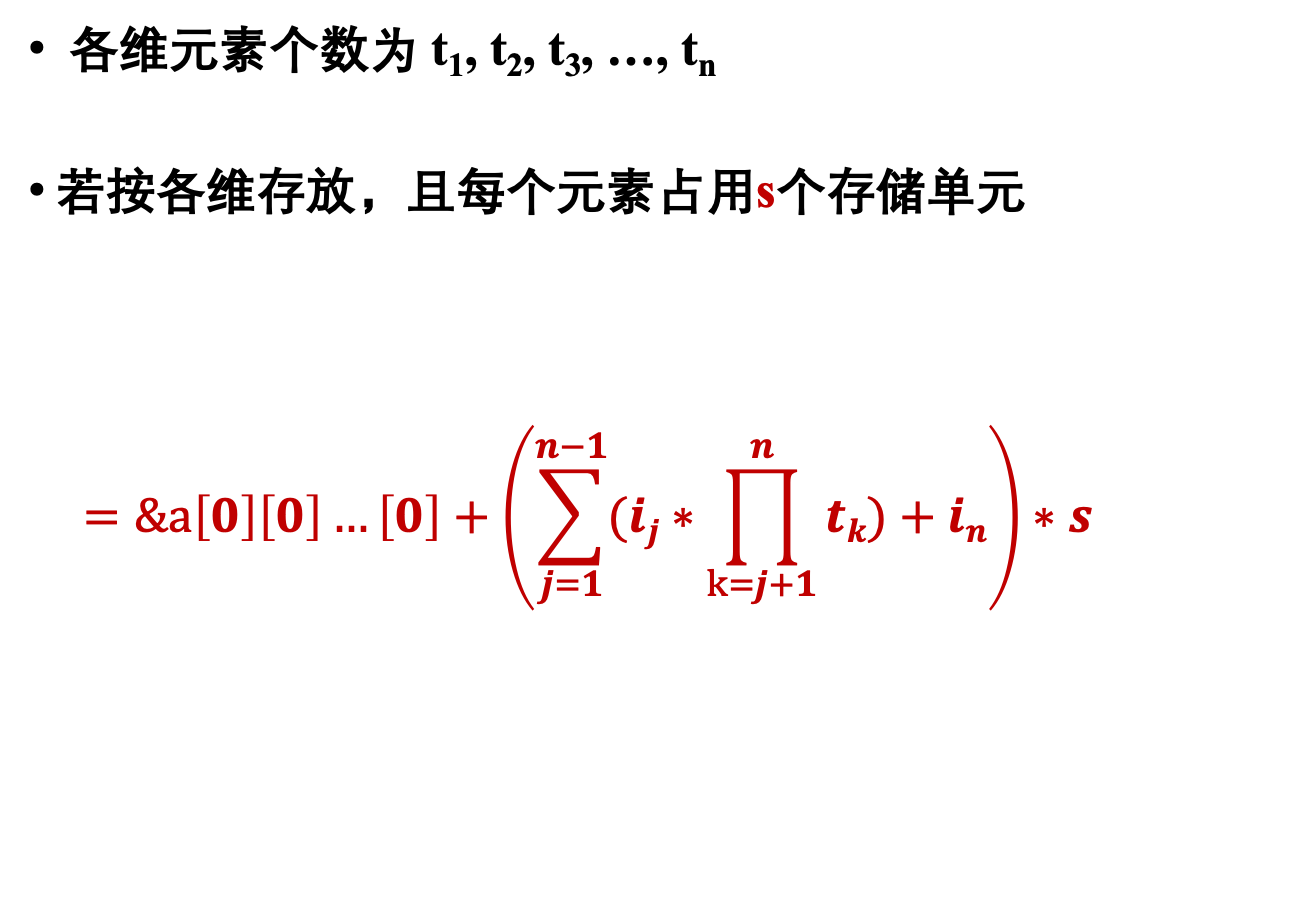 • 各维元素个数为 t₁, t₂, t₃, …, tₙ
• 若按各维存放，且每个元素占用s个存储单元
= &a[0][0] … [0] + (∑_{j=1}^{n−1} (i_j * ∏_{k=j+1}^{n} t_k) + i_n) * s